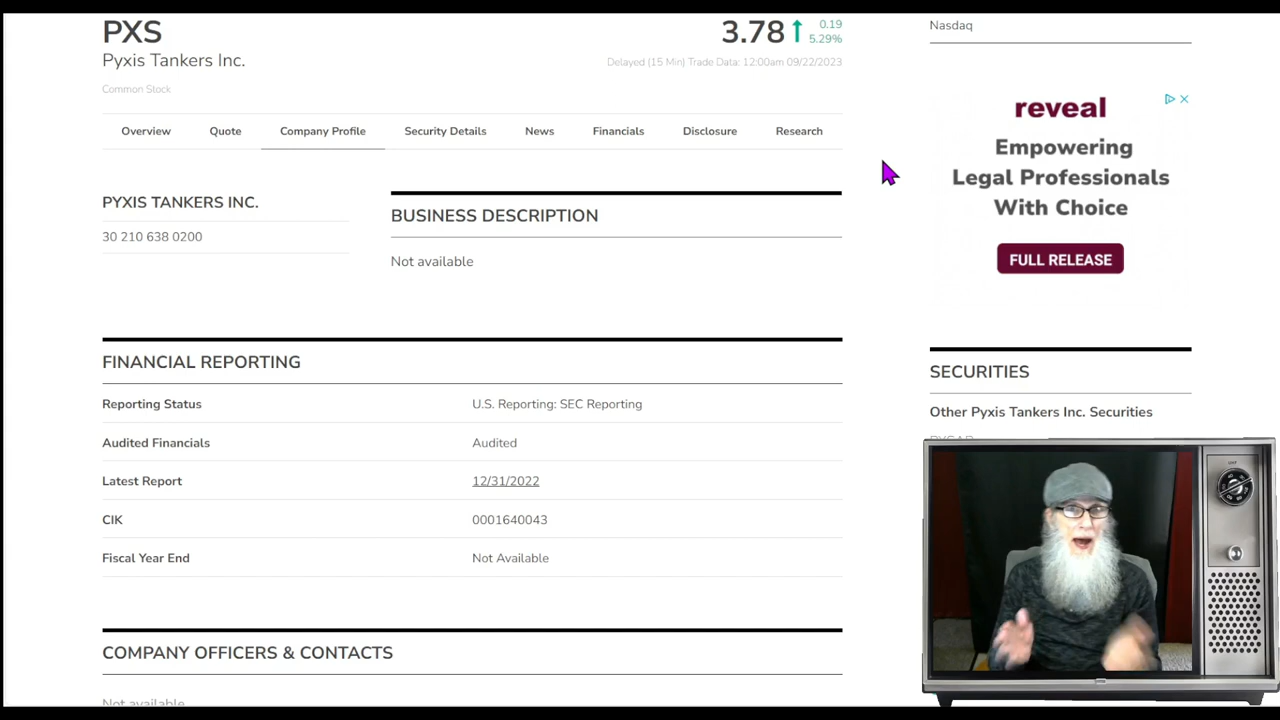 PXS
3.78
0.19
5.29%
Pyxis Tankers Inc.
Delayed (15 Min) Trade Data: 12:00am 09/22/2023
Common Stock
Overview
Quote
Company Profile
Security Details
News
Financials
Disclosure
Research
PYXIS TANKERS INC.
30 210 638 0200
BUSINESS DESCRIPTION
Not available
FINANCIAL REPORTING
Reporting Status
U.S. Reporting: SEC Reporting
Audited Financials
Audited
Latest Report
12/31/2022
CIK
0001640043
Fiscal Year End
Not Available
COMPANY OFFICERS & CONTACTS
Not available
Nasdaq
reveal
Empowering
Legal Professionals
With Choice
FULL RELEASE
SECURITIES
Other Pyxis Tankers Inc. Securities